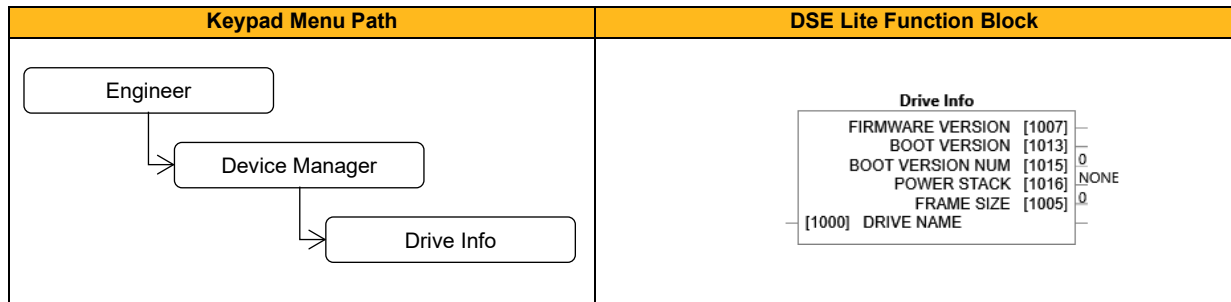 Keypad Menu Path
DSE Lite Function Block
Engineer
Device Manager
Drive Info
Drive Info
FIRMWARE VERSION [1007]
BOOT VERSION [1013]
BOOT VERSION NUM [1015] 0
POWER STACK [1016] NONE
FRAME SIZE [1005] 0
[1000] DRIVE NAME